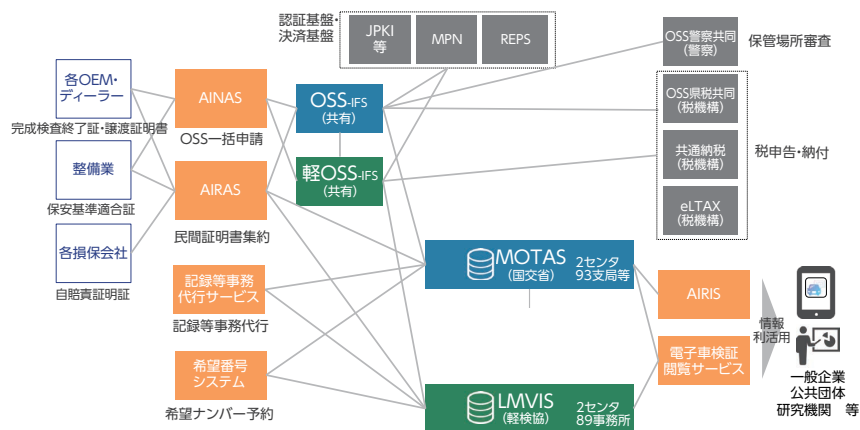 認証基盤・
決済基盤
JPKI
等
MPN
REPS
OSS警察共同
(警察)
保管場所審査
各OEM・
ディーラー
完成検査終了証・譲渡証明書
AINAS
OSS一括申請
OSS-IFS
(共有)
OSS県税共同
(税機構)
整備業
保安基準適合証
AIRAS
民間証明書集約
軽OSS-IFS
(共有)
共通納税
(税機構)
税申告・納付
eLTAX
(税機構)
各損保会社
自賠責証明証
記録等事務
代行サービス
記録等事務代行
MOTAS
(国交省)
2センタ
93支局等
AIRIS
情報
利活用
希望番号
システム
希望ナンバー予約
電子車検証
閲覧サービス
LMVIS
(軽検協)
2センタ
89事務所
一般企業
公共団体
研究機関 等